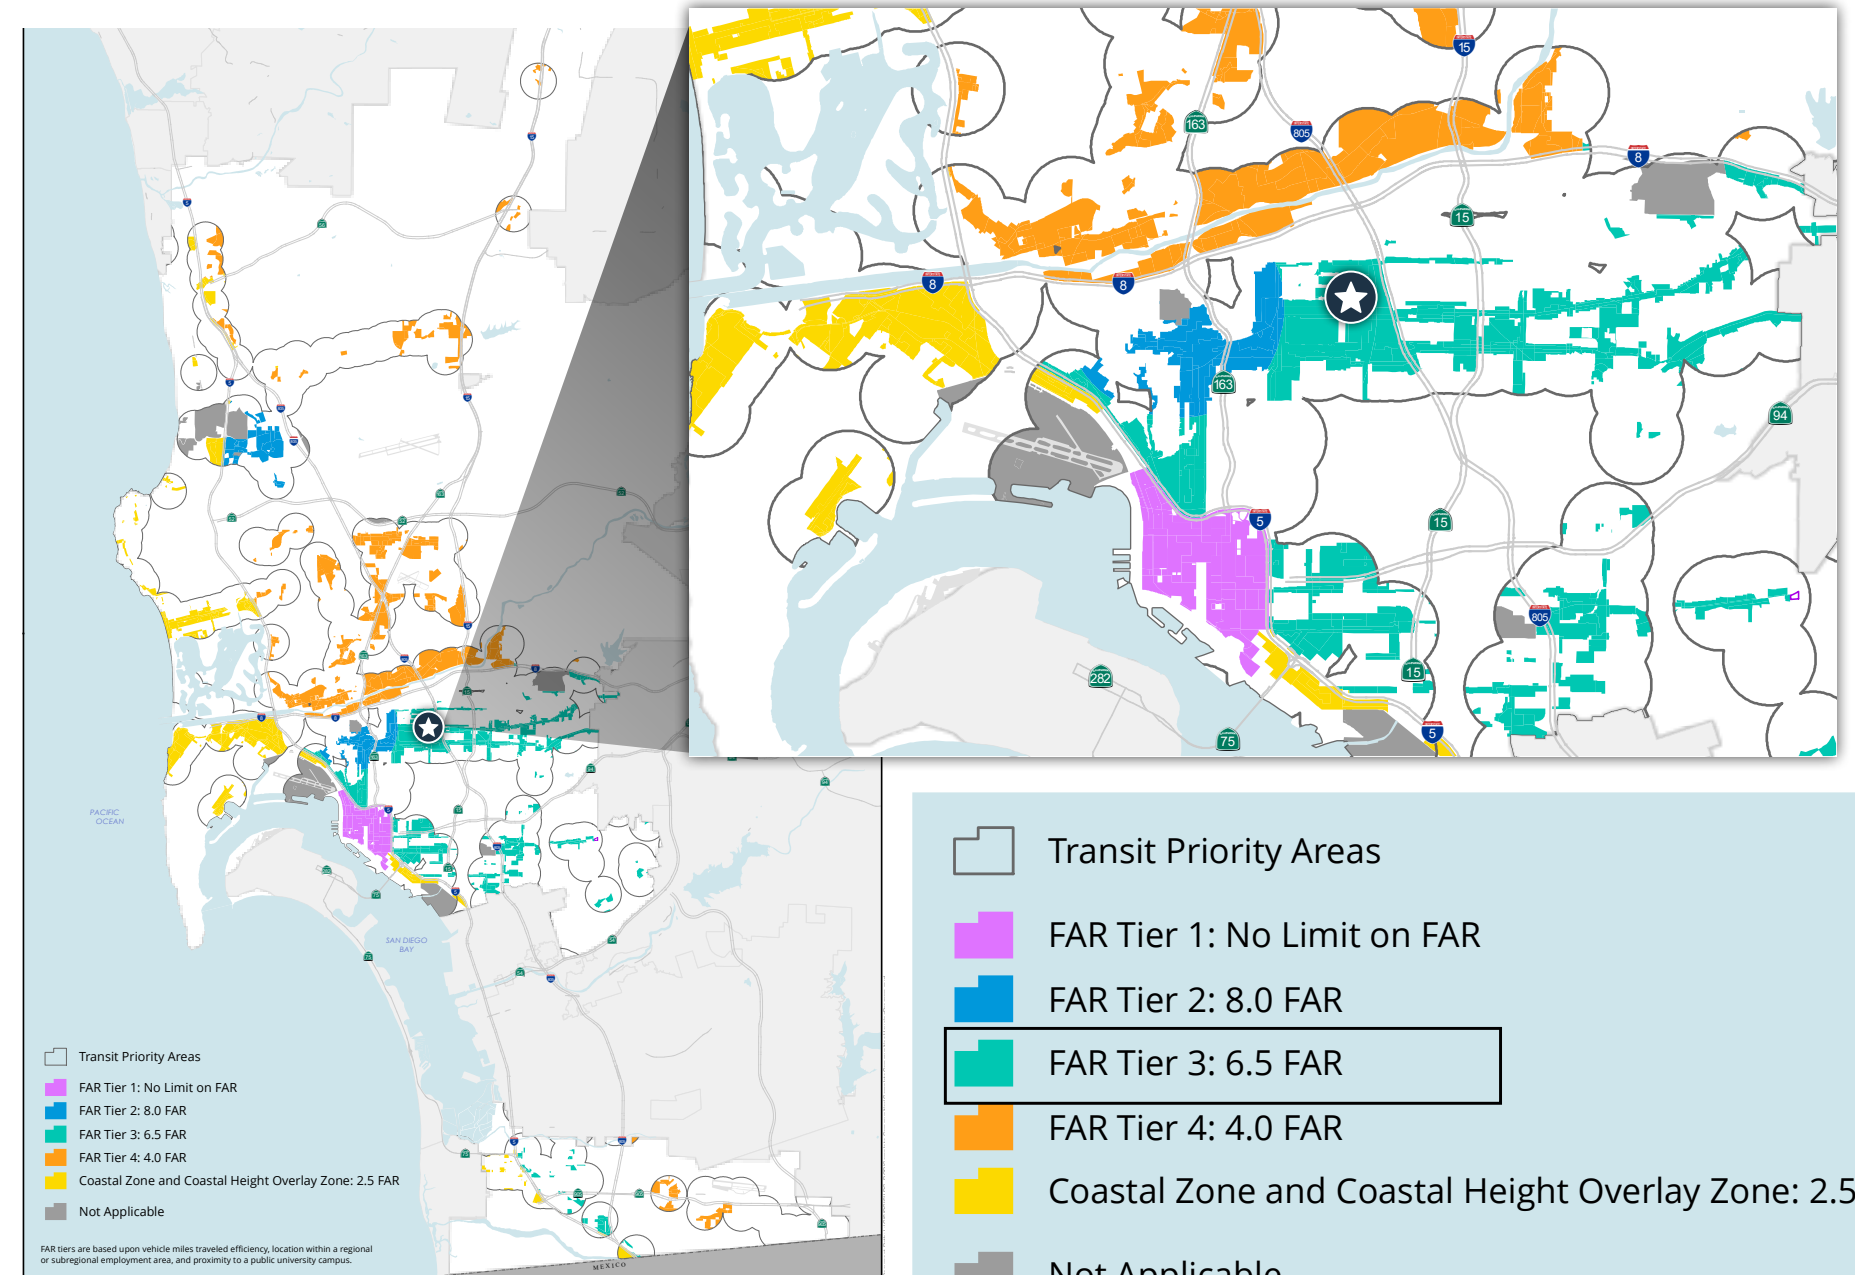 15
163
805
8
15
8
8
163
94
5
15
805
15
282
75
5
PACIFIC
OCEAN
SAN DIEGO
BAY
Transit Priority Areas
FAR Tier 1: No Limit on FAR
FAR Tier 2: 8.0 FAR
FAR Tier 3: 6.5 FAR
FAR Tier 4: 4.0 FAR
Coastal Zone and Coastal Height Overlay Zone: 2.5 FAR
Not Applicable
FAR tiers are based upon vehicle miles traveled efficiency, location within a regional
or subregional employment area, and proximity to a public university campus.
MEXICO
Transit Priority Areas
FAR Tier 1: No Limit on FAR
FAR Tier 2: 8.0 FAR
FAR Tier 3: 6.5 FAR
FAR Tier 4: 4.0 FAR
Coastal Zone and Coastal Height Overlay Zone: 2.5
Not Applicable